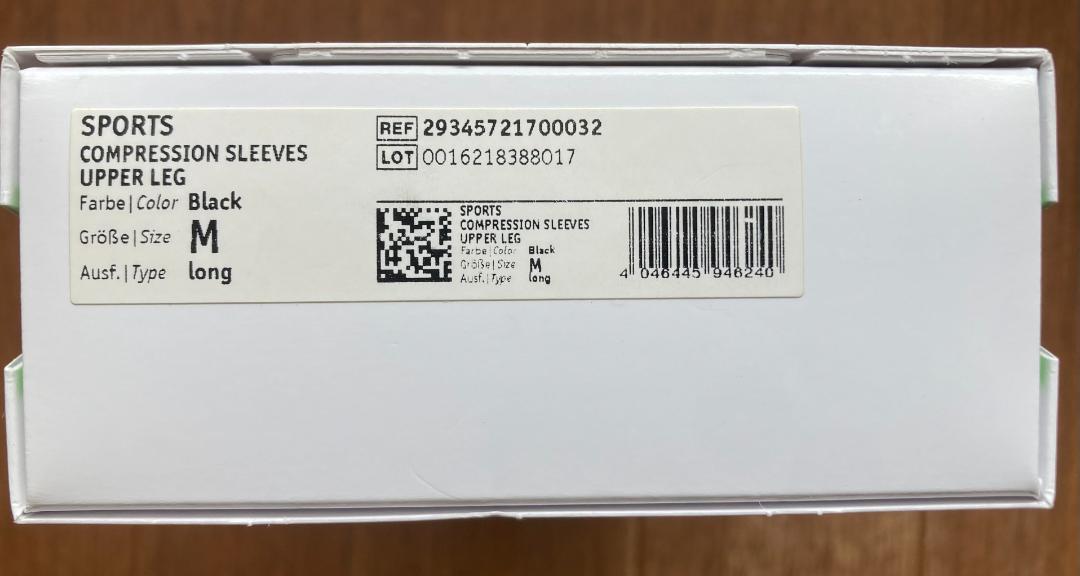 SPORTS
COMPRESSION SLEEVES
UPPER LEG
Farbe|Color Black
Größe|Size M
Ausf.|Type long
REF 29345721700032
LOT 0016218388017
SPORTS
COMPRESSION SLEEVES
UPPER LEG
Farbe|Color Black
Größe|Size M
Ausf.|Type long
4 046445 946240